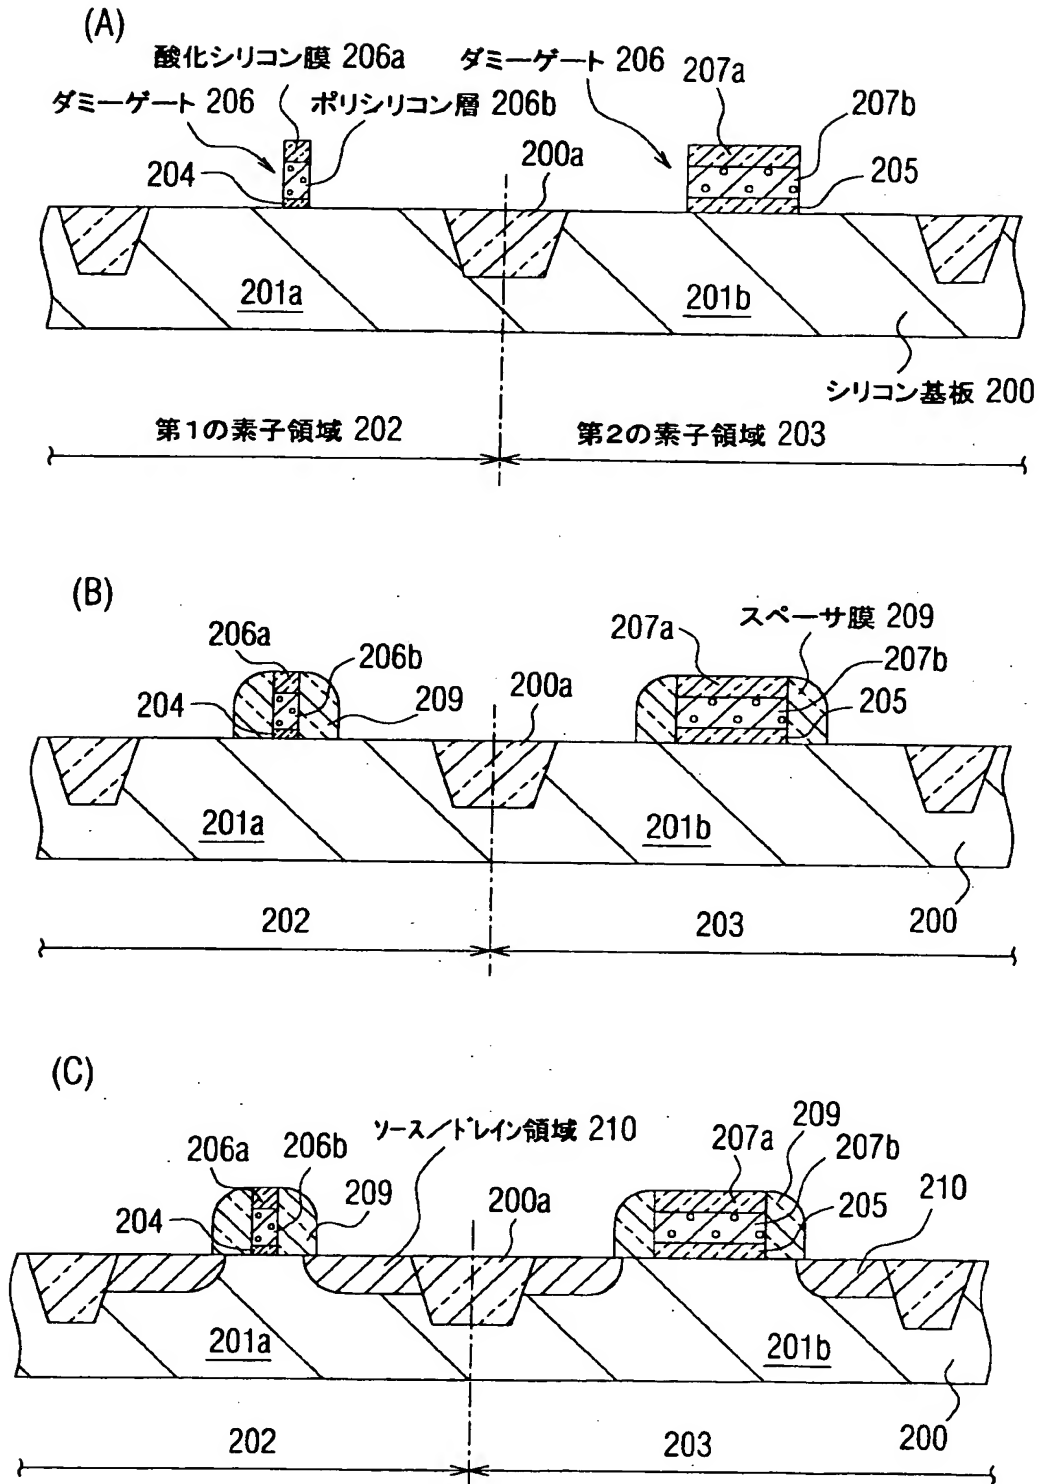 (A)
酸化シリコン膜 206a
ダミーゲート 206
207a
ダミーゲート 206
ポリシリコン層 206b
207b
204
200a
205
201a
201b
シリコン基板 200
第1の素子領域 202
第2の素子領域 203
(B)
スペーサ膜 209
206a
207a
206b
207b
204
209
200a
205
201a
201b
202
203
200
(C)
ソース/ドレイン領域 210
209
206a
206b
207a
207b
204
209
200a
205
210
201a
201b
202
203
200